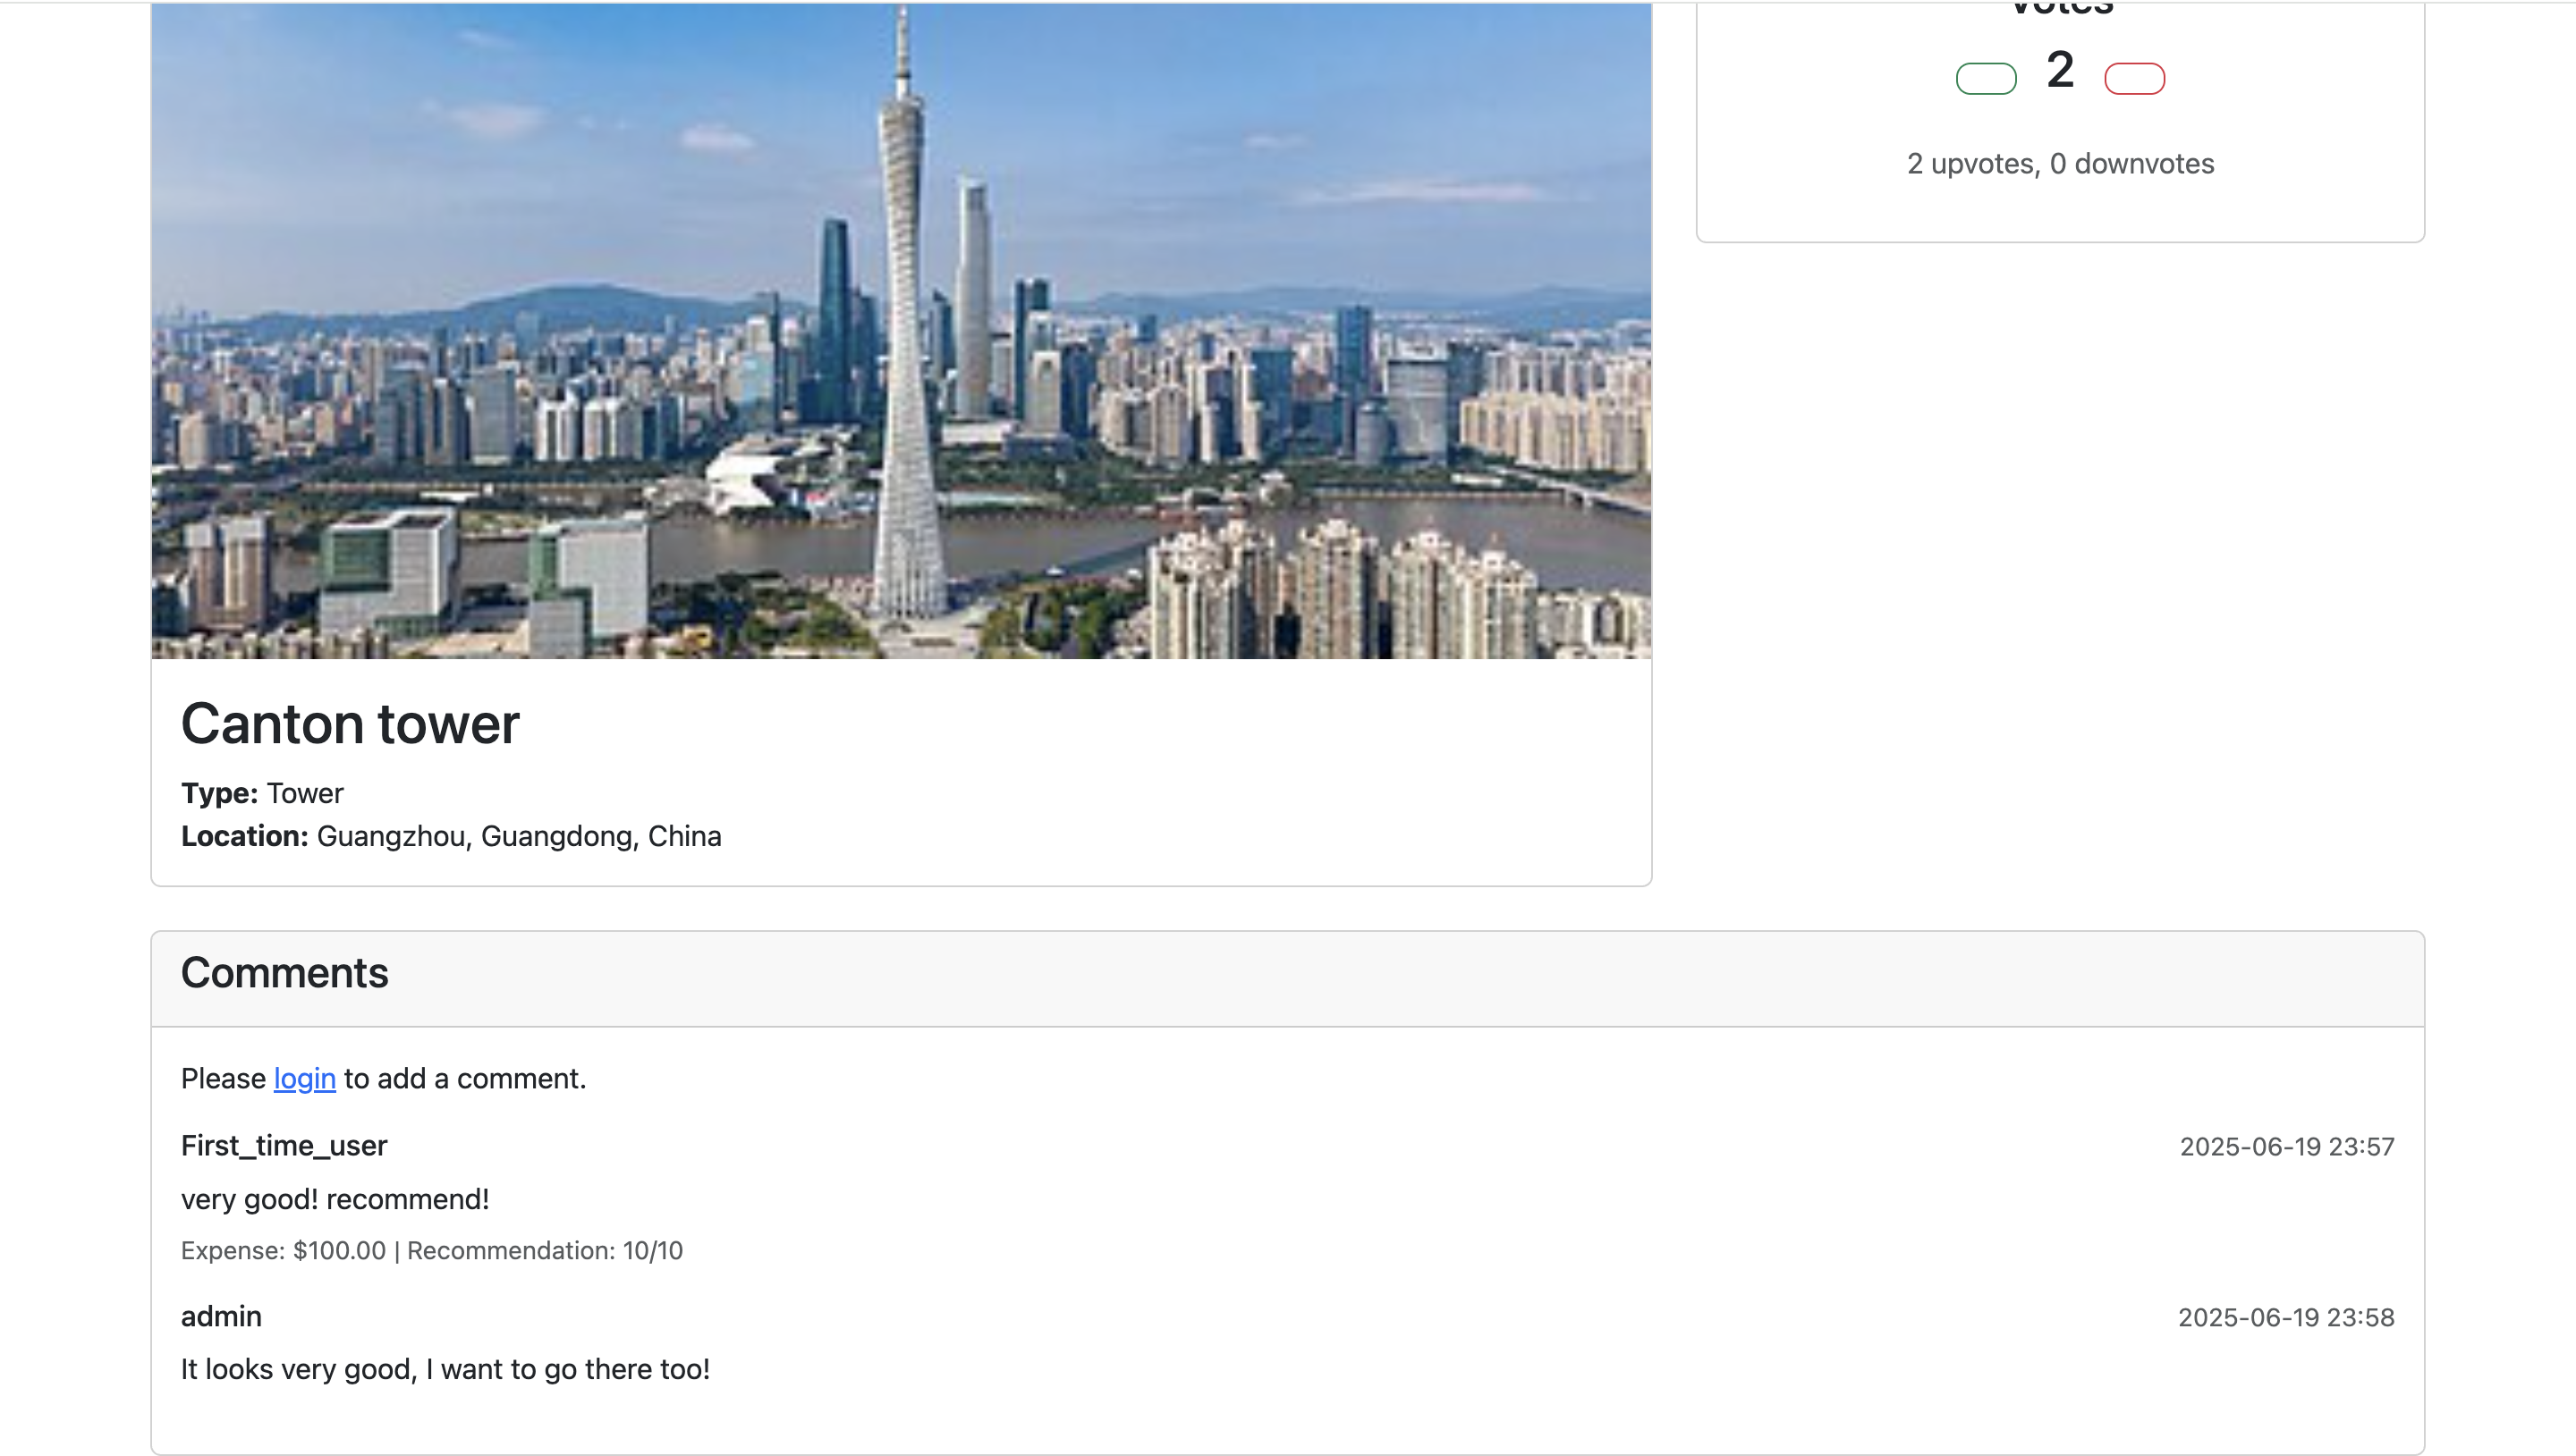 Votes
2
2 upvotes, 0 downvotes
Canton tower
Type: Tower
Location: Guangzhou, Guangdong, China
Comments
Please login to add a comment.
First_time_user
2025-06-19 23:57
very good! recommend!
Expense: $100.00 | Recommendation: 10/10
admin
2025-06-19 23:58
It looks very good, I want to go there too!